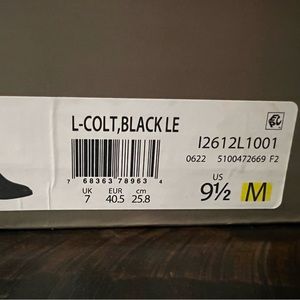 L-COLT,BLACK LE
I2612L1001
0622 5100472669 F2
7 68363 78963 4
UK EUR cm US
7 40.5 25.8 9½ M